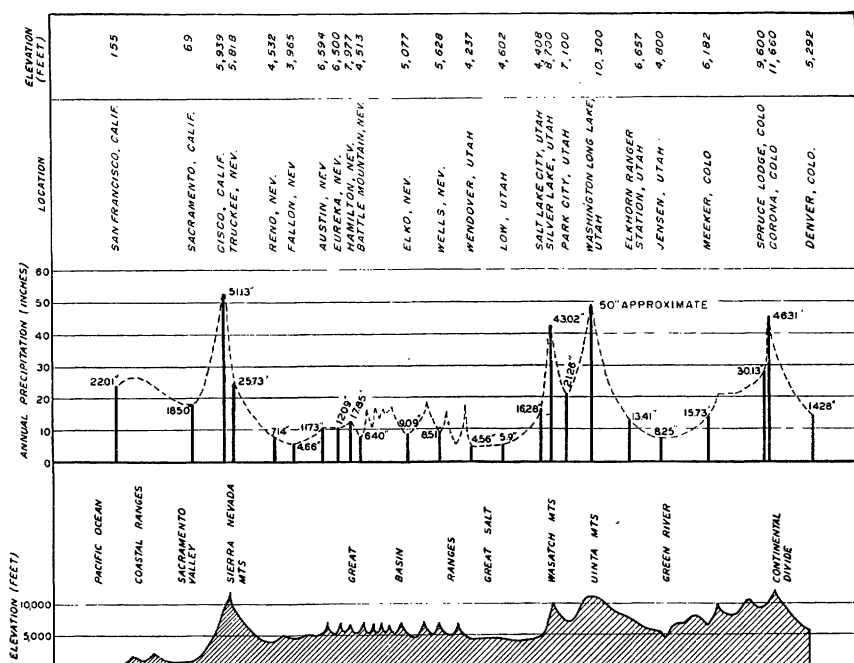 ELEVATION
(FEET)
155
69
5,939
5,818
4,532
3,965
6,594
6,500
7,977
4,513
5,077
5,628
4,237
4,602
4,408
8,700
7,100
10,300
6,657
4,800
6,182
9,600
11,660
5,292
LOCATION
SAN FRANCISCO, CALIF.
SACRAMENTO, CALIF.
CISCO, CALIF.
TRUCKEE, NEV.
RENO, NEV.
FALLON, NEV
AUSTIN, NEV.
EUREKA, NEV.
HAMILTON, NEV.
BATTLE MOUNTAIN, NEV.
ELKO, NEV.
WELLS, NEV.
WENDOVER, UTAH
LOW, UTAH
SALT LAKE CITY, UTAH
SILVER LAKE, UTAH
PARK CITY, UTAH
WASHINGTON LONG LAKE,
UTAH
ELKHORN RANGER
STATION, UTAH
JENSEN, UTAH
MEEKER, COLO
SPRUCE LODGE, COLO
CORONA, COLO
DENVER, COLO.
ANNUAL PRECIPITATION (INCHES)
60
50
40
30
20
10
0
22.01"
18.50
51.13"
25.73"
7.14"
4.66"
11.73"
12.09"
17.85"
6.40"
9.09"
8.51
4.56"
5.9"
16.28"
43.02"
21.26"
50" APPROXIMATE
13.41"
8.25"
15.73
30.13
46.31"
14.28"
PACIFIC OCEAN
COASTAL RANGES
SACRAMENTO
VALLEY
SIERRA NEVADA
MTS
GREAT
BASIN
RANGES
GREAT SALT
WASATCH MTS
UINTA MTS
GREEN RIVER
CONTINENTAL
DIVIDE
ELEVATION (FEET)
10,000
5,000